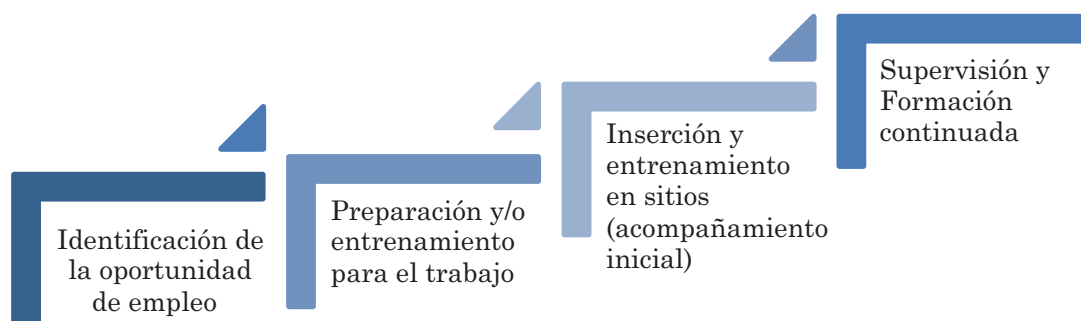 Identificación de
la oportunidad
de empleo
Preparación y/o
entrenamiento
para el trabajo
Inserción y
entrenamiento
en sitios
(acompañamiento
inicial)
Supervisión y
Formación
continuada